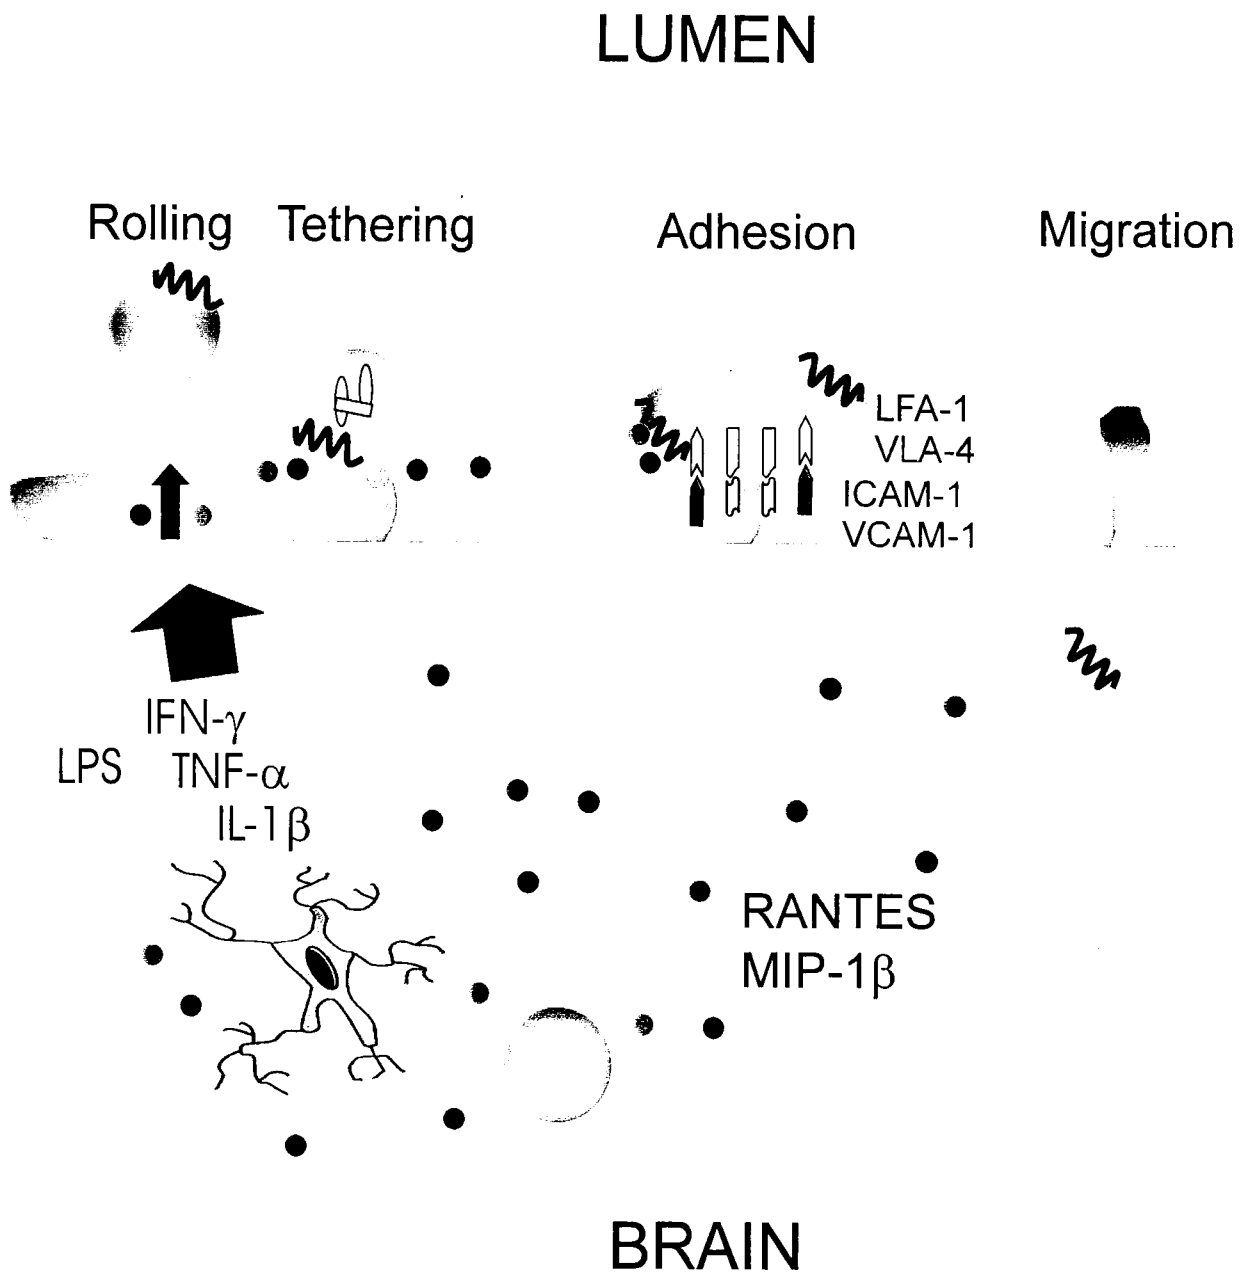 LUMEN
Rolling
Tethering
Adhesion
Migration
LFA-1
VLA-4
ICAM-1
VCAM-1
IFN-γ
LPS
TNF-α
IL-1β
RANTES
MIP-1β
BRAIN